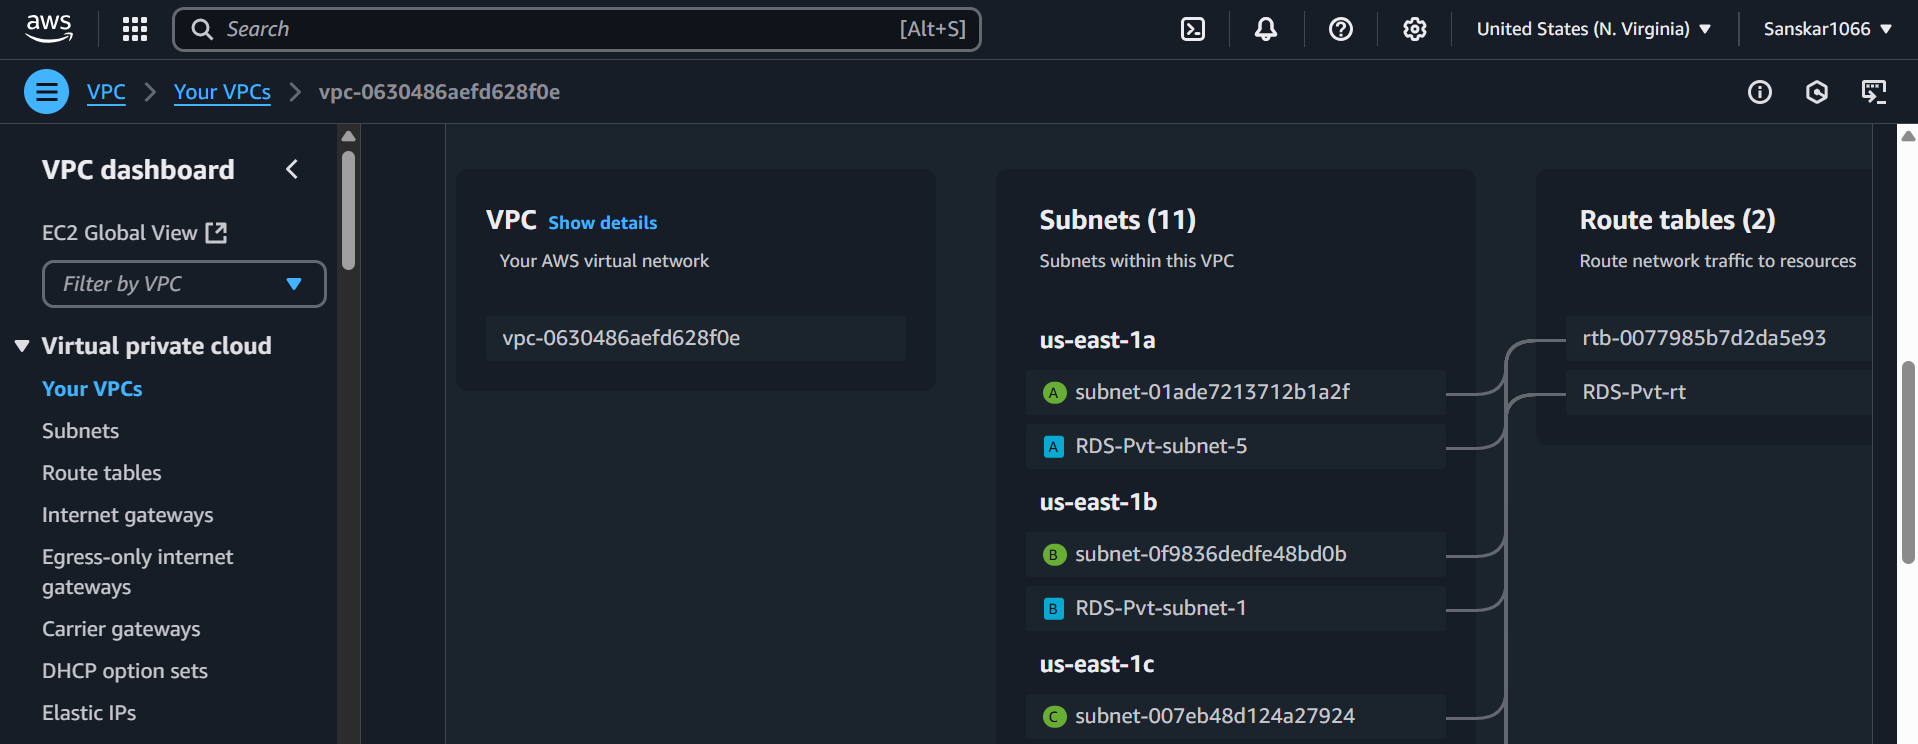 aws
Search [Alt+S]
United States (N. Virginia)
Sanskar1066
VPC
Your VPCs
vpc-0630486aefd628f0e
VPC dashboard
EC2 Global View
Filter by VPC
Virtual private cloud
Your VPCs
Subnets
Route tables
Internet gateways
Egress-only internet
gateways
Carrier gateways
DHCP option sets
Elastic IPs
VPC Show details
Your AWS virtual network
vpc-0630486aefd628f0e
Subnets (11)
Subnets within this VPC
us-east-1a
A subnet-01ade7213712b1a2f
A RDS-Pvt-subnet-5
us-east-1b
B subnet-0f9836dedfe48bd0b
B RDS-Pvt-subnet-1
us-east-1c
C subnet-007eb48d124a27924
Route tables (2)
Route network traffic to resources
rtb-0077985b7d2da5e93
RDS-Pvt-rt